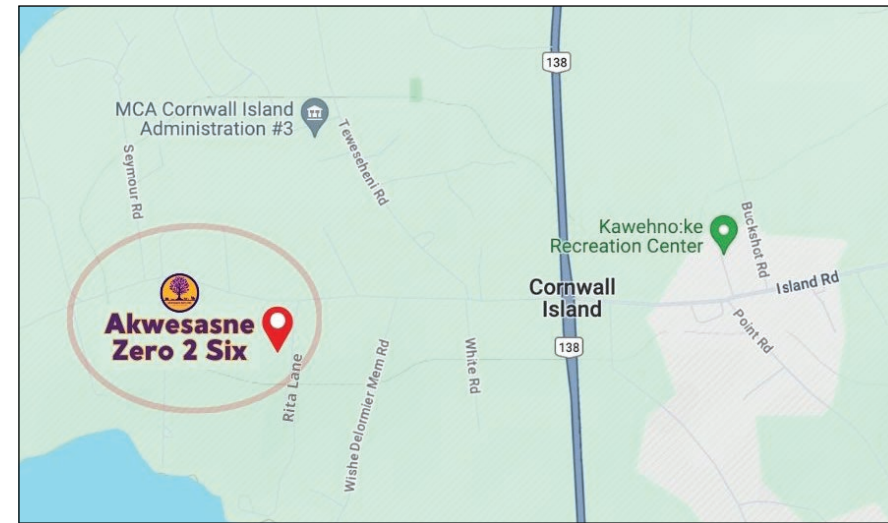 138
MCA Cornwall Island
Administration #3
Seymour Rd
Teweseheni Rd
Kawehno:ke
Recreation Center
Buckshot Rd
Akwesasne
Zero 2 Six
Cornwall
Island
Island Rd
Point Rd
138
Rita Lane
Wishe Delormier Mem Rd
White Rd